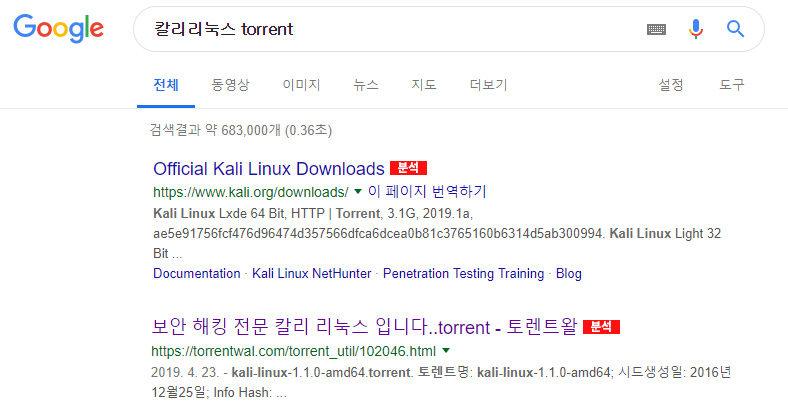 Google 칼리리눅스 torrent
전체 동영상 이미지 뉴스 지도 더보기 설정 도구
검색결과 약 683,000개 (0.36초)
Official Kali Linux Downloads 분석
https://www.kali.org/downloads/ 이 페이지 번역하기
Kali Linux Lxde 64 Bit, HTTP | Torrent, 3.1G, 2019.1a,
ae5e91756fcf476d96474d357566dfca6dcea0b81c3765160b6314d5ab300994. Kali Linux Light 32
Bit ...
Documentation · Kali Linux NetHunter · Penetration Testing Training · Blog
보안 해킹 전문 칼리 리눅스 입니다..torrent - 토렌트왈 분석
https://torrentwal.com/torrent_util/102046.html
2019. 4. 23. - kali-linux-1.1.0-amd64.torrent. 토렌트명: kali-linux-1.1.0-amd64; 시드생성일: 2016년
12월25일; Info Hash: ...